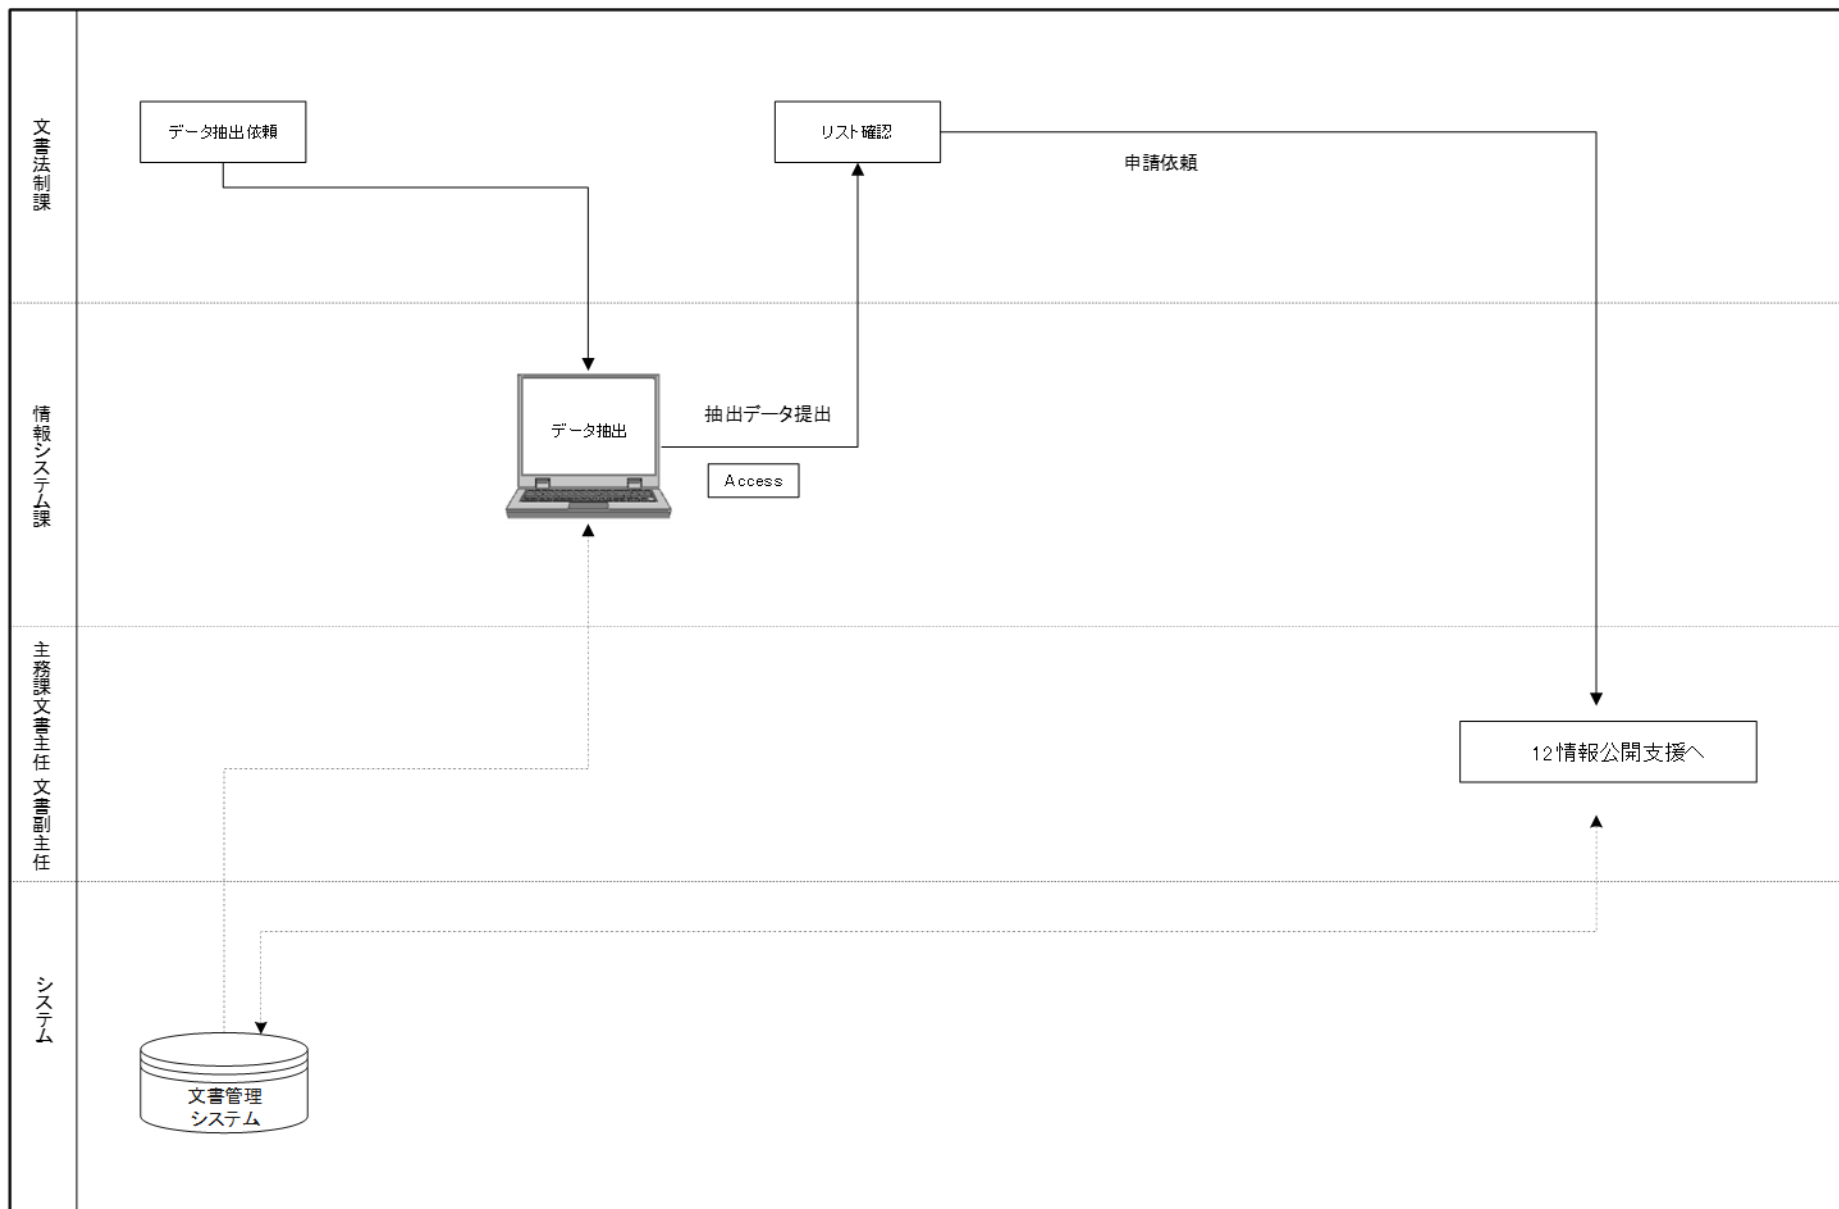 文書法制課
データ抽出依頼
リスト確認
申請依頼
情報システム課
データ抽出
抽出データ提出
Access
主務課文書主任 文書副主任
12情報公開支援へ
システム
文書管理
システム